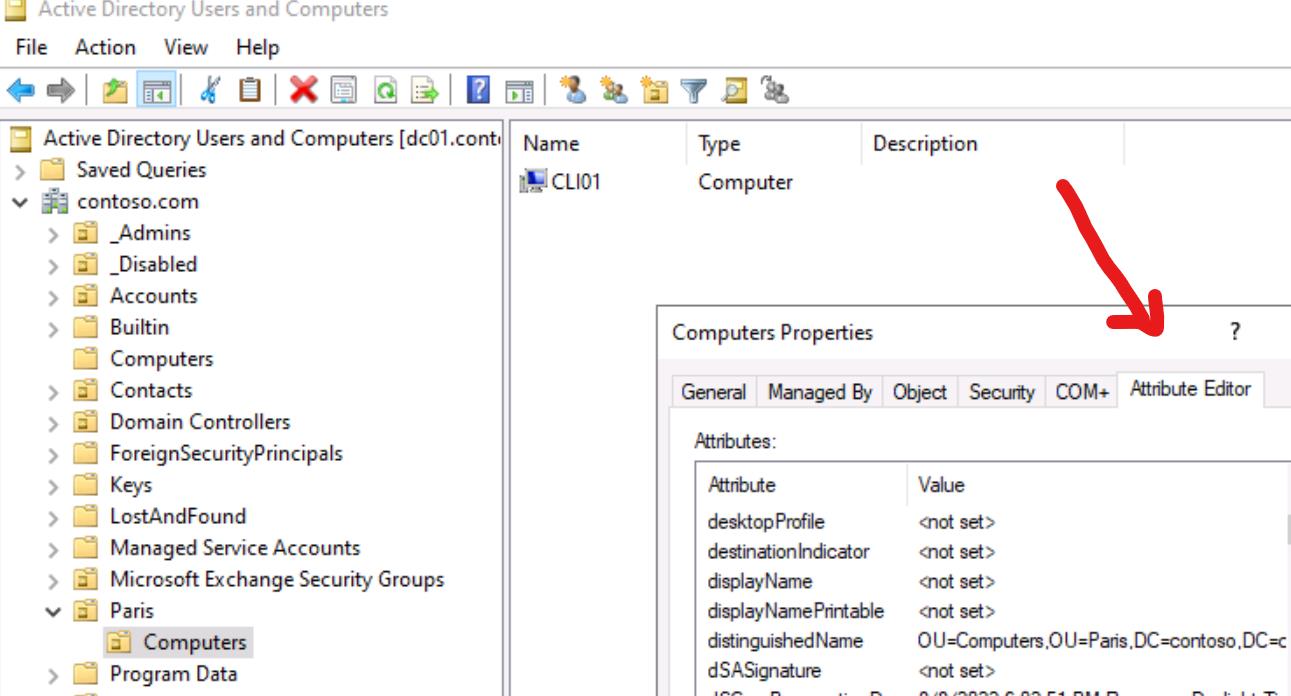 Active Directory Users and Computers
File Action View Help
Active Directory Users and Computers [dc01.conto
Saved Queries
contoso.com
_Admins
_Disabled
Accounts
Builtin
Computers
Contacts
Domain Controllers
ForeignSecurityPrincipals
Keys
LostAndFound
Managed Service Accounts
Microsoft Exchange Security Groups
Paris
Computers
Program Data
Name Type Description
CLI01 Computer
Computers Properties ?
General Managed By Object Security COM+ Attribute Editor
Attributes:
Attribute Value
desktopProfile <not set>
destinationIndicator <not set>
displayName <not set>
displayNamePrintable <not set>
distinguishedName OU=Computers,OU=Paris,DC=contoso,DC=c
dSASignature <not set>